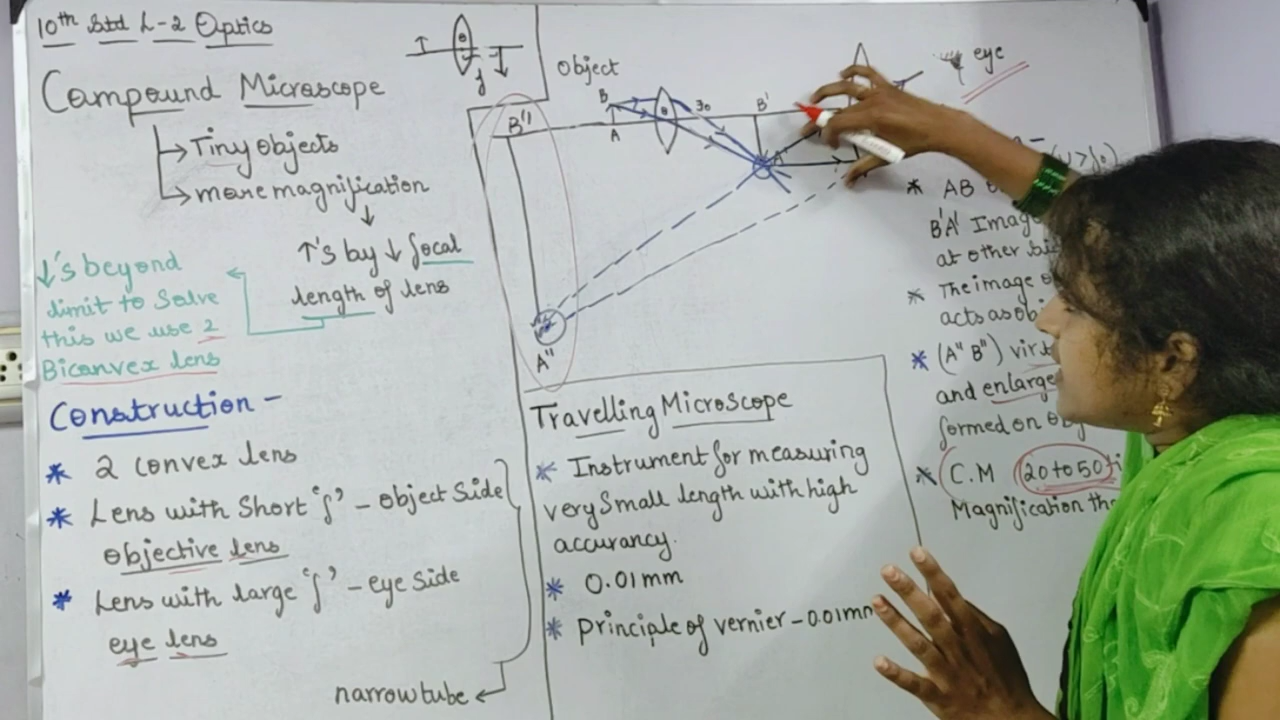 10th Std L-2 Optics
Compound Microscope
Tiny objects
more magnification
↑'s by ↓ focal
length of lens
↓'s beyond
limit to Solve
this we use 2
Biconvex lens
Construction -
* 2 convex lens
* Lens with Short 'f' - object Side
objective lens
* Lens with large 'f' - eye side
eye lens
narrow tube
f
Object
B
A
B'
B''
A''
eye
Travelling Microscope
* Instrument for measuring
very Small length with high
accurancy.
* 0.01mm
* principle of vernier - 0.01mm
* AB
B'A' Imag
at other
* The image
acts as
* (A" B")
and enlarge
formed on
* C.M 20 to 50
Magnification